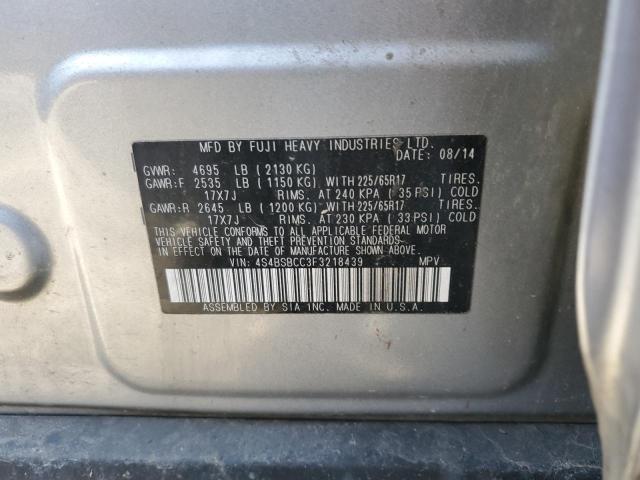 MFD BY FUJI HEAVY INDUSTRIES LTD.
DATE: 08/14
GVWR: 4695 LB (2130 KG)
GAWR:F 2535 LB (1150 KG) WITH 225/65R17 TIRES.
17X7J RIMS. AT 240 KPA (35 PSI) COLD
GAWR:R 2645 LB (1200 KG) WITH 225/65R17 TIRES.
17X7J RIMS. AT 230 KPA (33 PSI) COLD
THIS VEHICLE CONFORMS TO ALL APPLICABLE FEDERAL MOTOR
VEHICLE SAFETY AND THEFT PREVENTION STANDARDS
IN EFFECT ON THE DATE OF MANUFACTURE SHOWN ABOVE.
VIN: 4S4BSBCC3F3218439 MPV
ASSEMBLED BY SIA INC. MADE IN U.S.A.